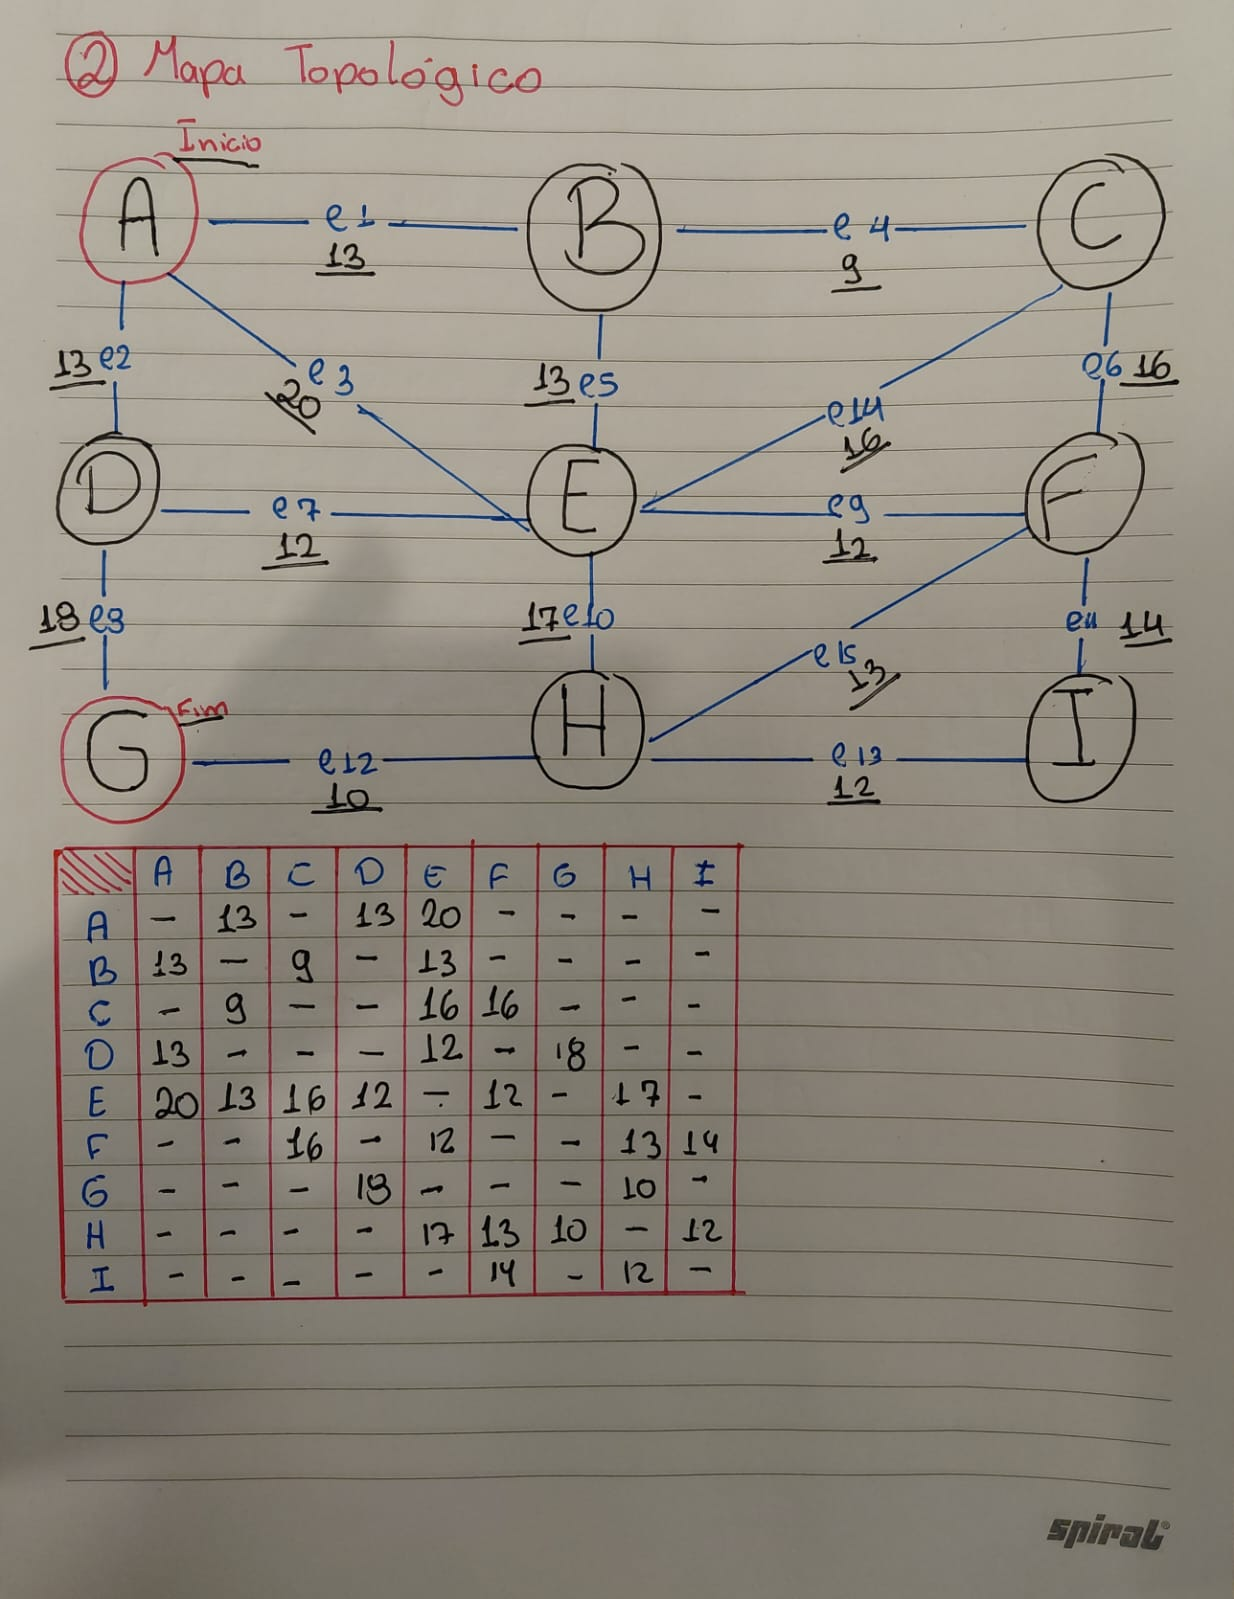 2 Mapa Topológico
Início
A e1 B e4 C
13 9
13 e2 e3 13 e5 e14 e6 16
20 16
D e7 E e9 F
12 12
18 e8 17 e10 e15 e11 14
13
Fim
G e12 H e13 I
10 12
A B C D E F G H I
A - 13 - 13 20 - - - -
B 13 - 9 - 13 - - - -
C - 9 - - 16 16 - - -
D 13 - - - 12 - 18 - -
E 20 13 16 12 - 12 - 17 -
F - - 16 - 12 - - 13 14
G - - - 18 - - - 10 -
H - - - - 17 13 10 - 12
I - - - - - 14 - 12 -
spiral®